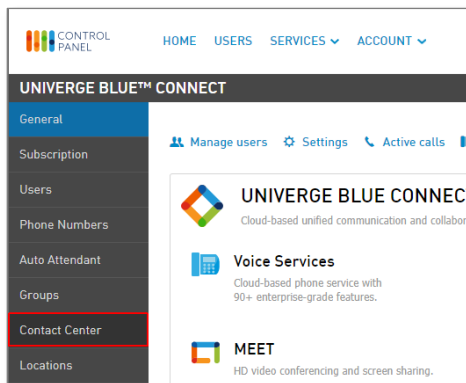 CONTROL
PANEL
HOME USERS SERVICES ACCOUNT
UNIVERGE BLUE™ CONNECT
General
Subscription
Users
Phone Numbers
Auto Attendant
Groups
Contact Center
Locations
Manage users Settings Active calls
UNIVERGE BLUE CONNEC
Cloud-based unified communication and collabor
Voice Services
Cloud-based phone service with
90+ enterprise-grade features.
MEET
HD video conferencing and screen sharing.